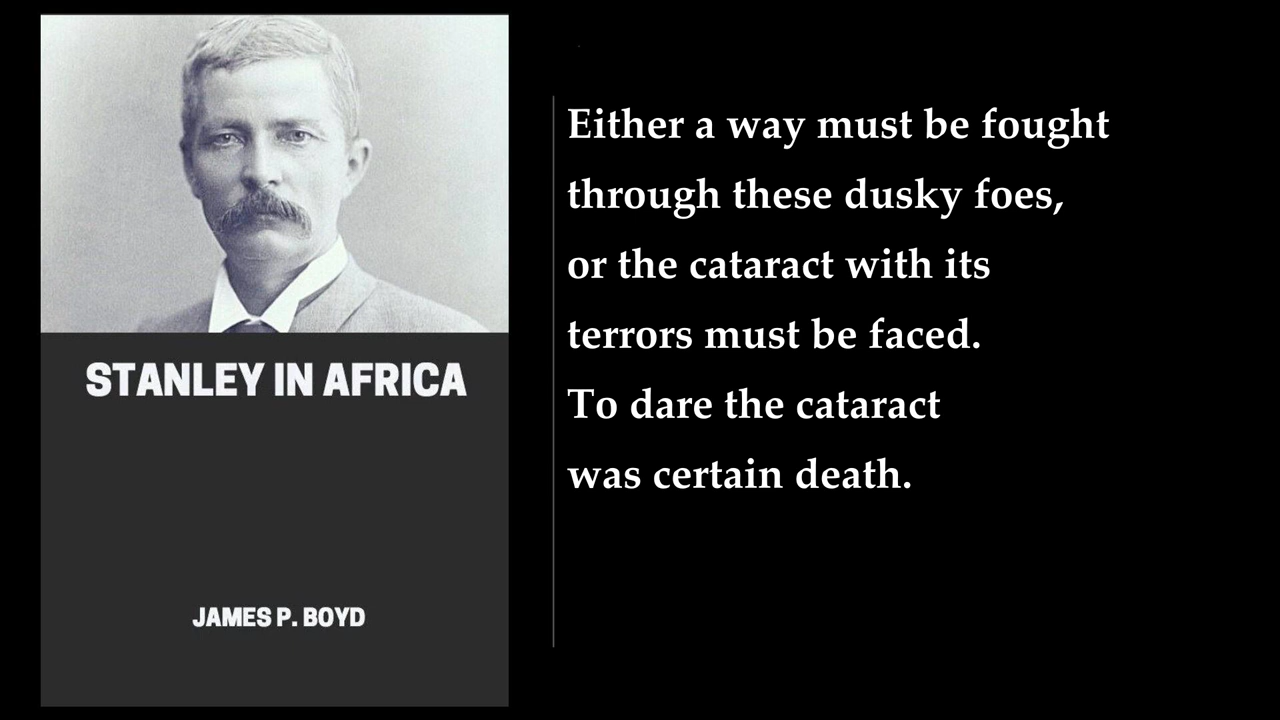 STANLEY IN AFRICA
JAMES P. BOYD
Either a way must be fought
through these dusky foes,
or the cataract with its
terrors must be faced.
To dare the cataract
was certain death.